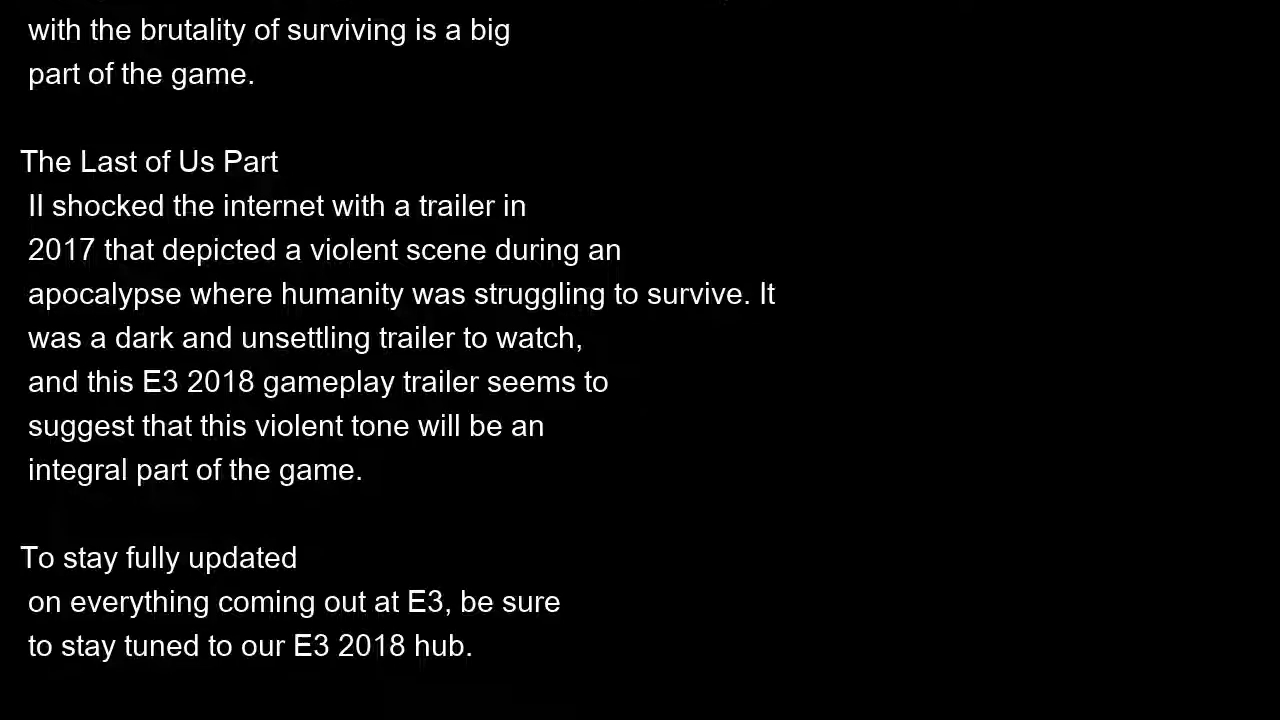 with the brutality of surviving is a big
part of the game.
The Last of Us Part
II shocked the internet with a trailer in
2017 that depicted a violent scene during an
apocalypse where humanity was struggling to survive. It
was a dark and unsettling trailer to watch,
and this E3 2018 gameplay trailer seems to
suggest that this violent tone will be an
integral part of the game.
To stay fully updated
on everything coming out at E3, be sure
to stay tuned to our E3 2018 hub.